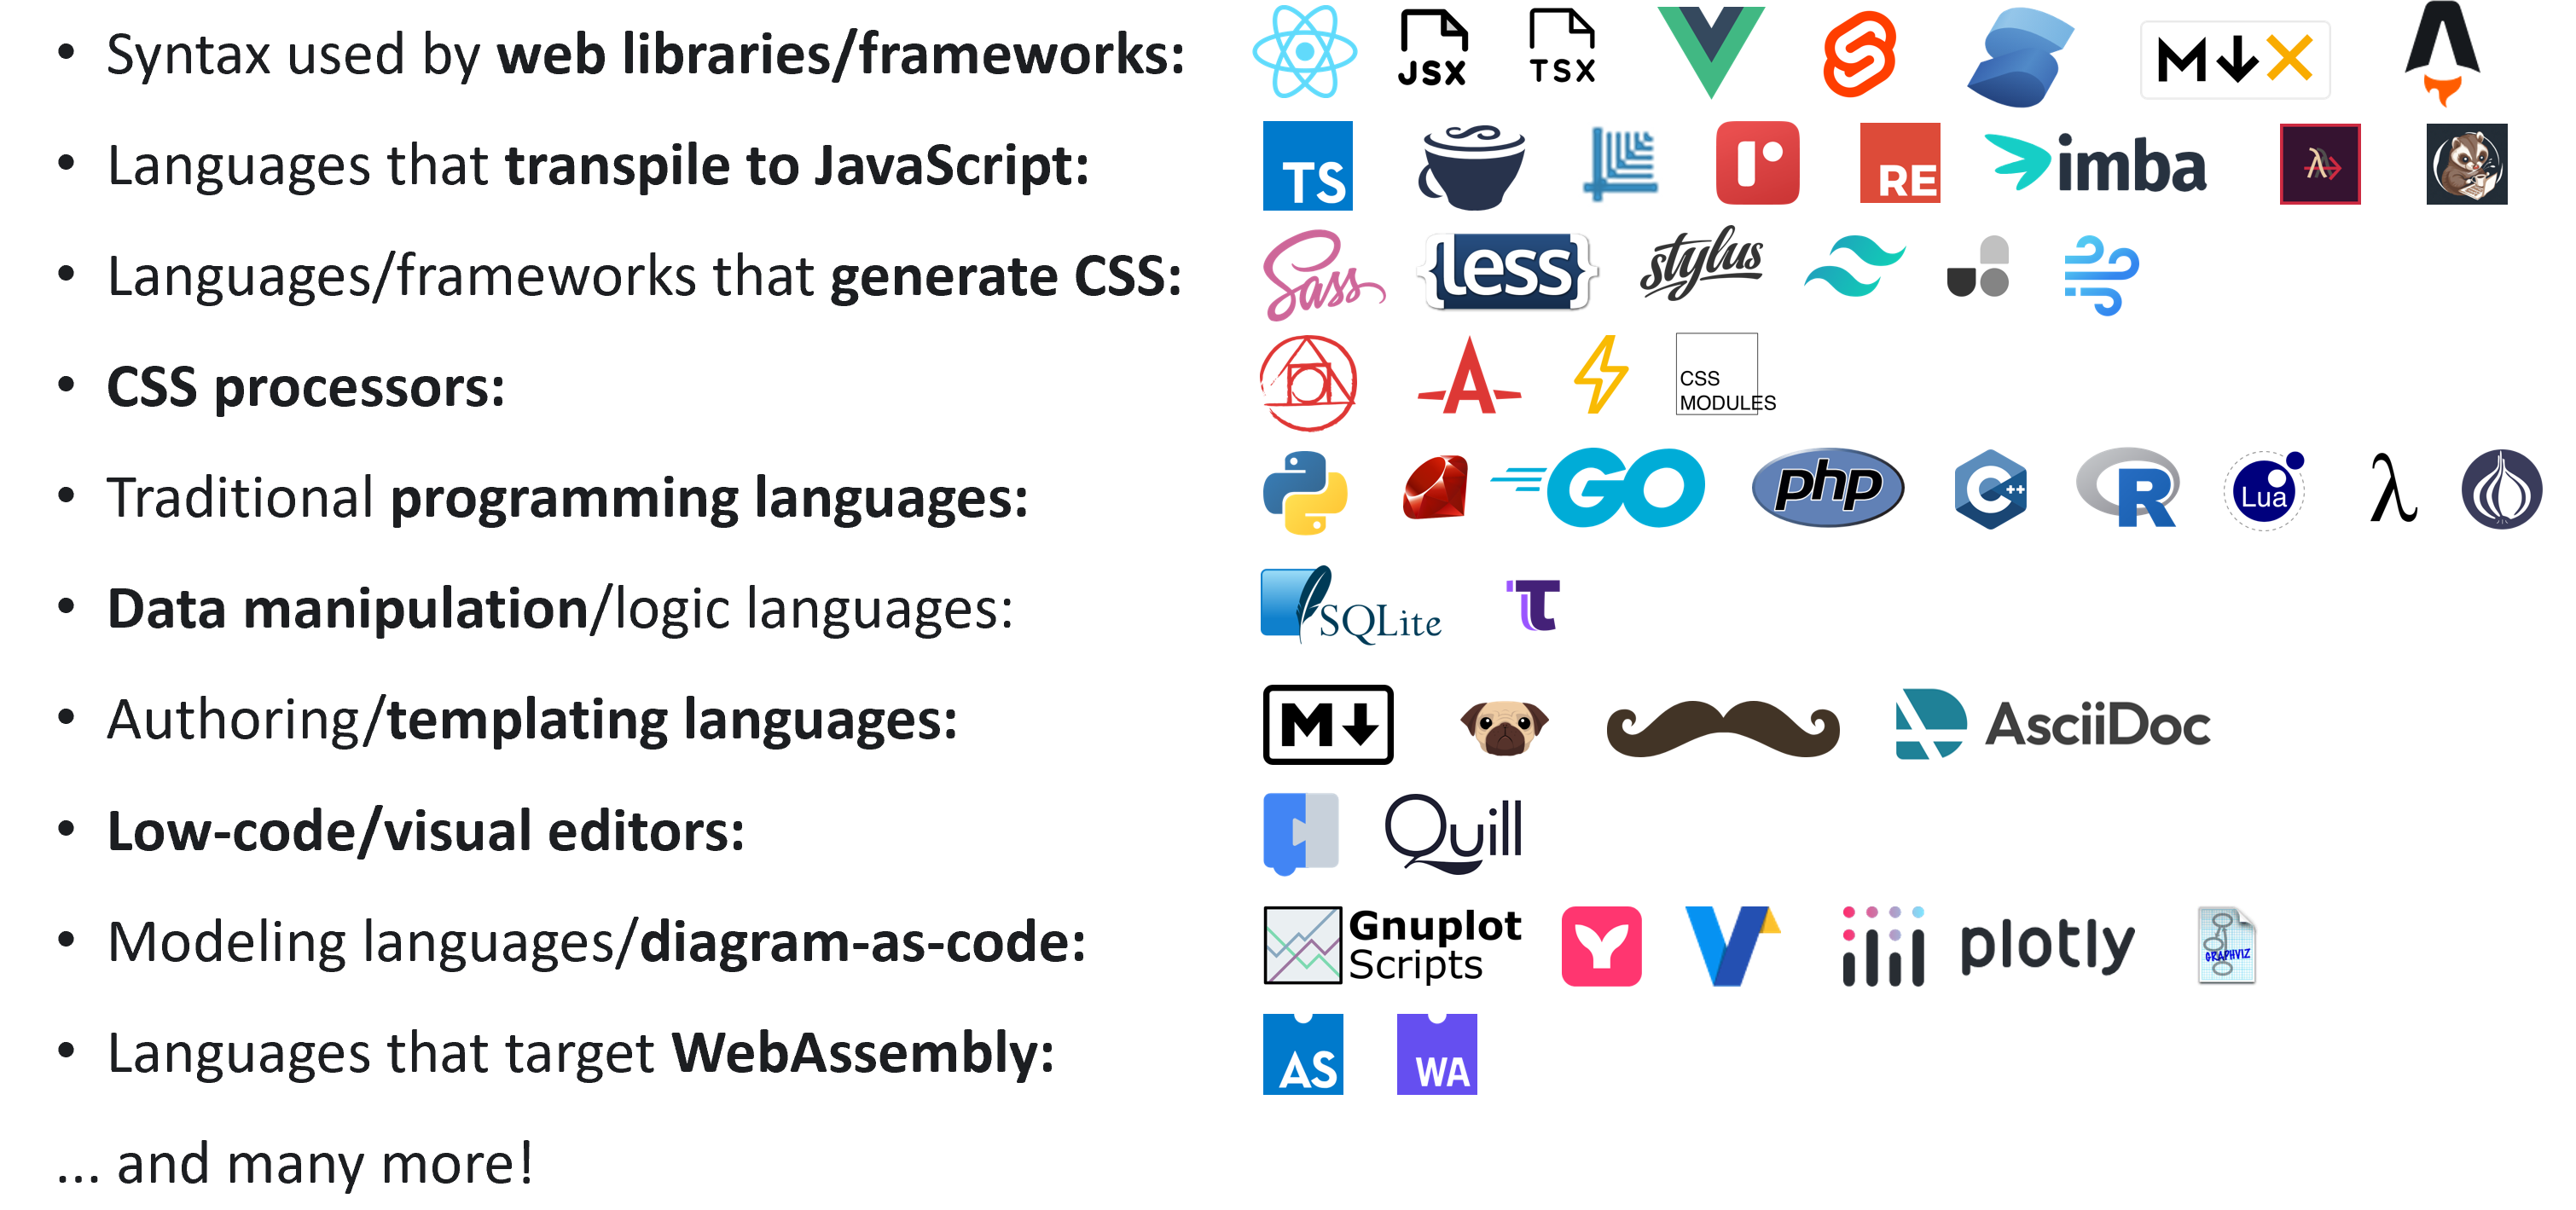 • Syntax used by web libraries/frameworks:
JSX TSX M↓X
• Languages that transpile to JavaScript:
TS r RE imba
• Languages/frameworks that generate CSS:
Sass {less} stylus
• CSS processors:
A CSS
MODULES
• Traditional programming languages:
GO php C++ R Lua λ
• Data manipulation/logic languages:
SQLite T
• Authoring/templating languages:
M↓ AsciiDoc
• Low-code/visual editors:
Quill
• Modeling languages/diagram-as-code:
Gnuplot
Scripts plotly GRAPHVIZ
• Languages that target WebAssembly:
AS WA
... and many more!